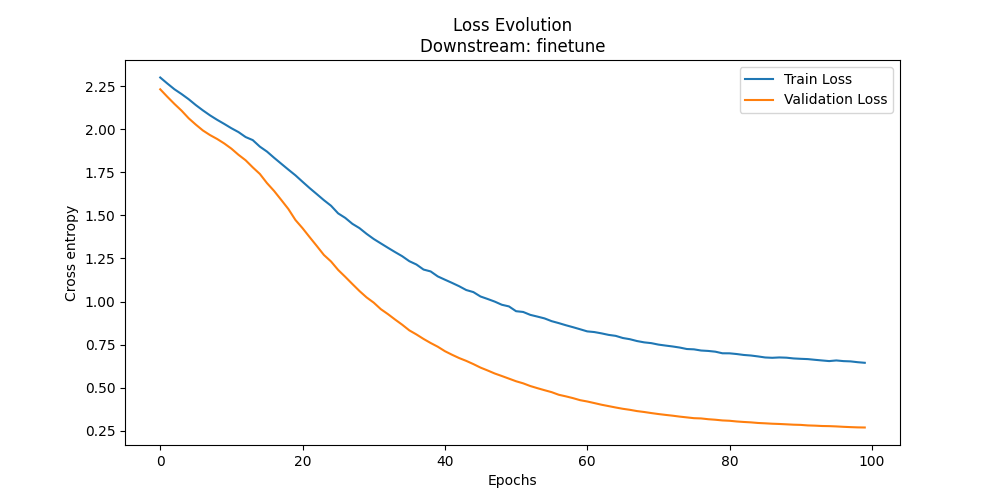 Loss Evolution
Downstream: finetune
Train Loss
Validation Loss
Cross entropy
2.25
2.00
1.75
1.50
1.25
1.00
0.75
0.50
0.25
0 20 40 60 80 100
Epochs